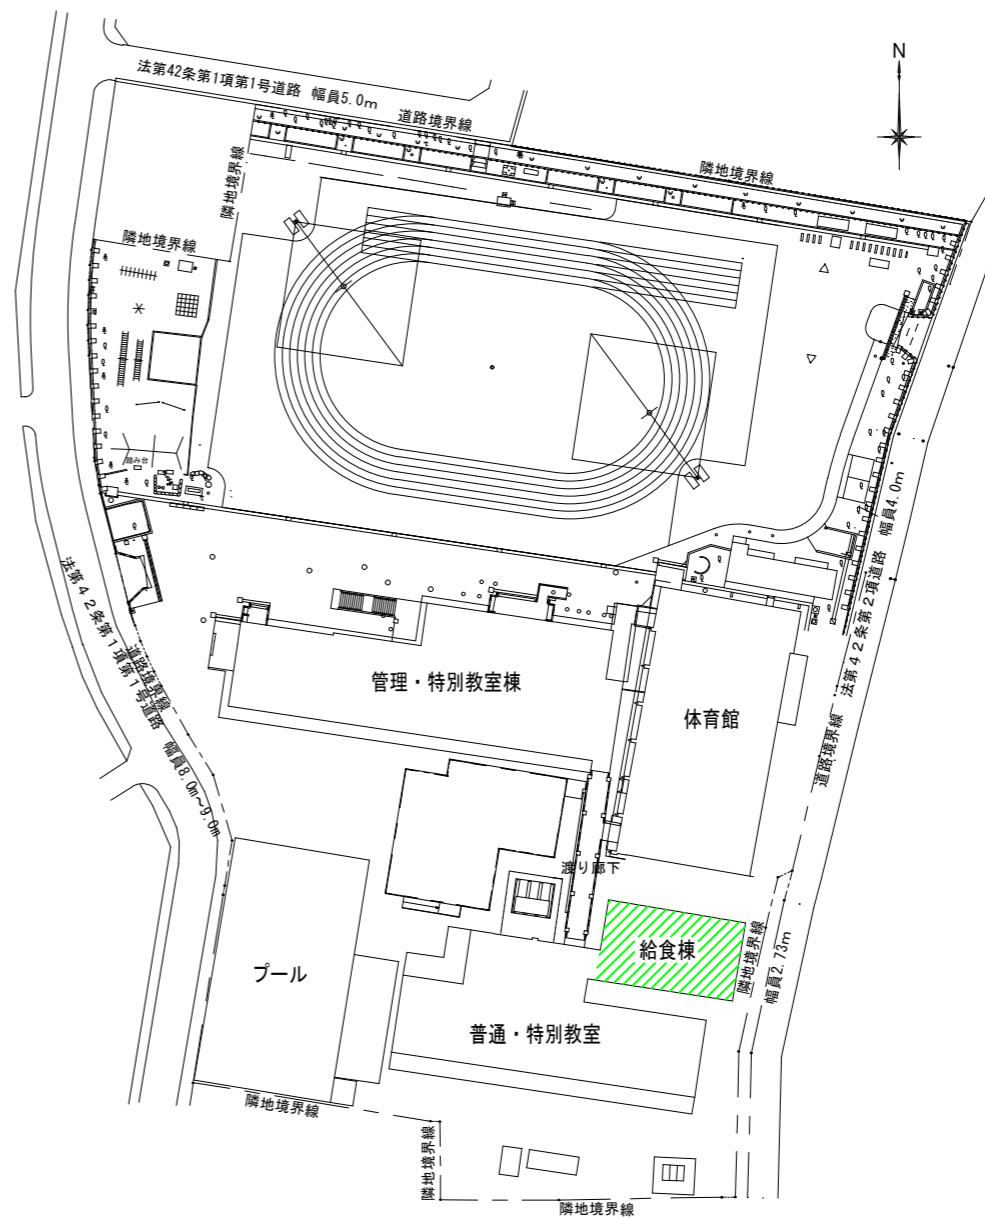 N
法第42条第1項第1号道路 幅員5.0m
道路境界線
隣地境界線
隣地境界線
隣地境界線
踏み台
法第42条第2項道路 幅員4.0m
道路境界線
法第42条第1項第1号道路 幅員8.0m~9.0m
道路境界線
管理・特別教室棟
体育館
渡り廊下
給食棟
隣地境界線
幅員2.73m
プール
普通・特別教室
隣地境界線
隣地境界線
隣地境界線